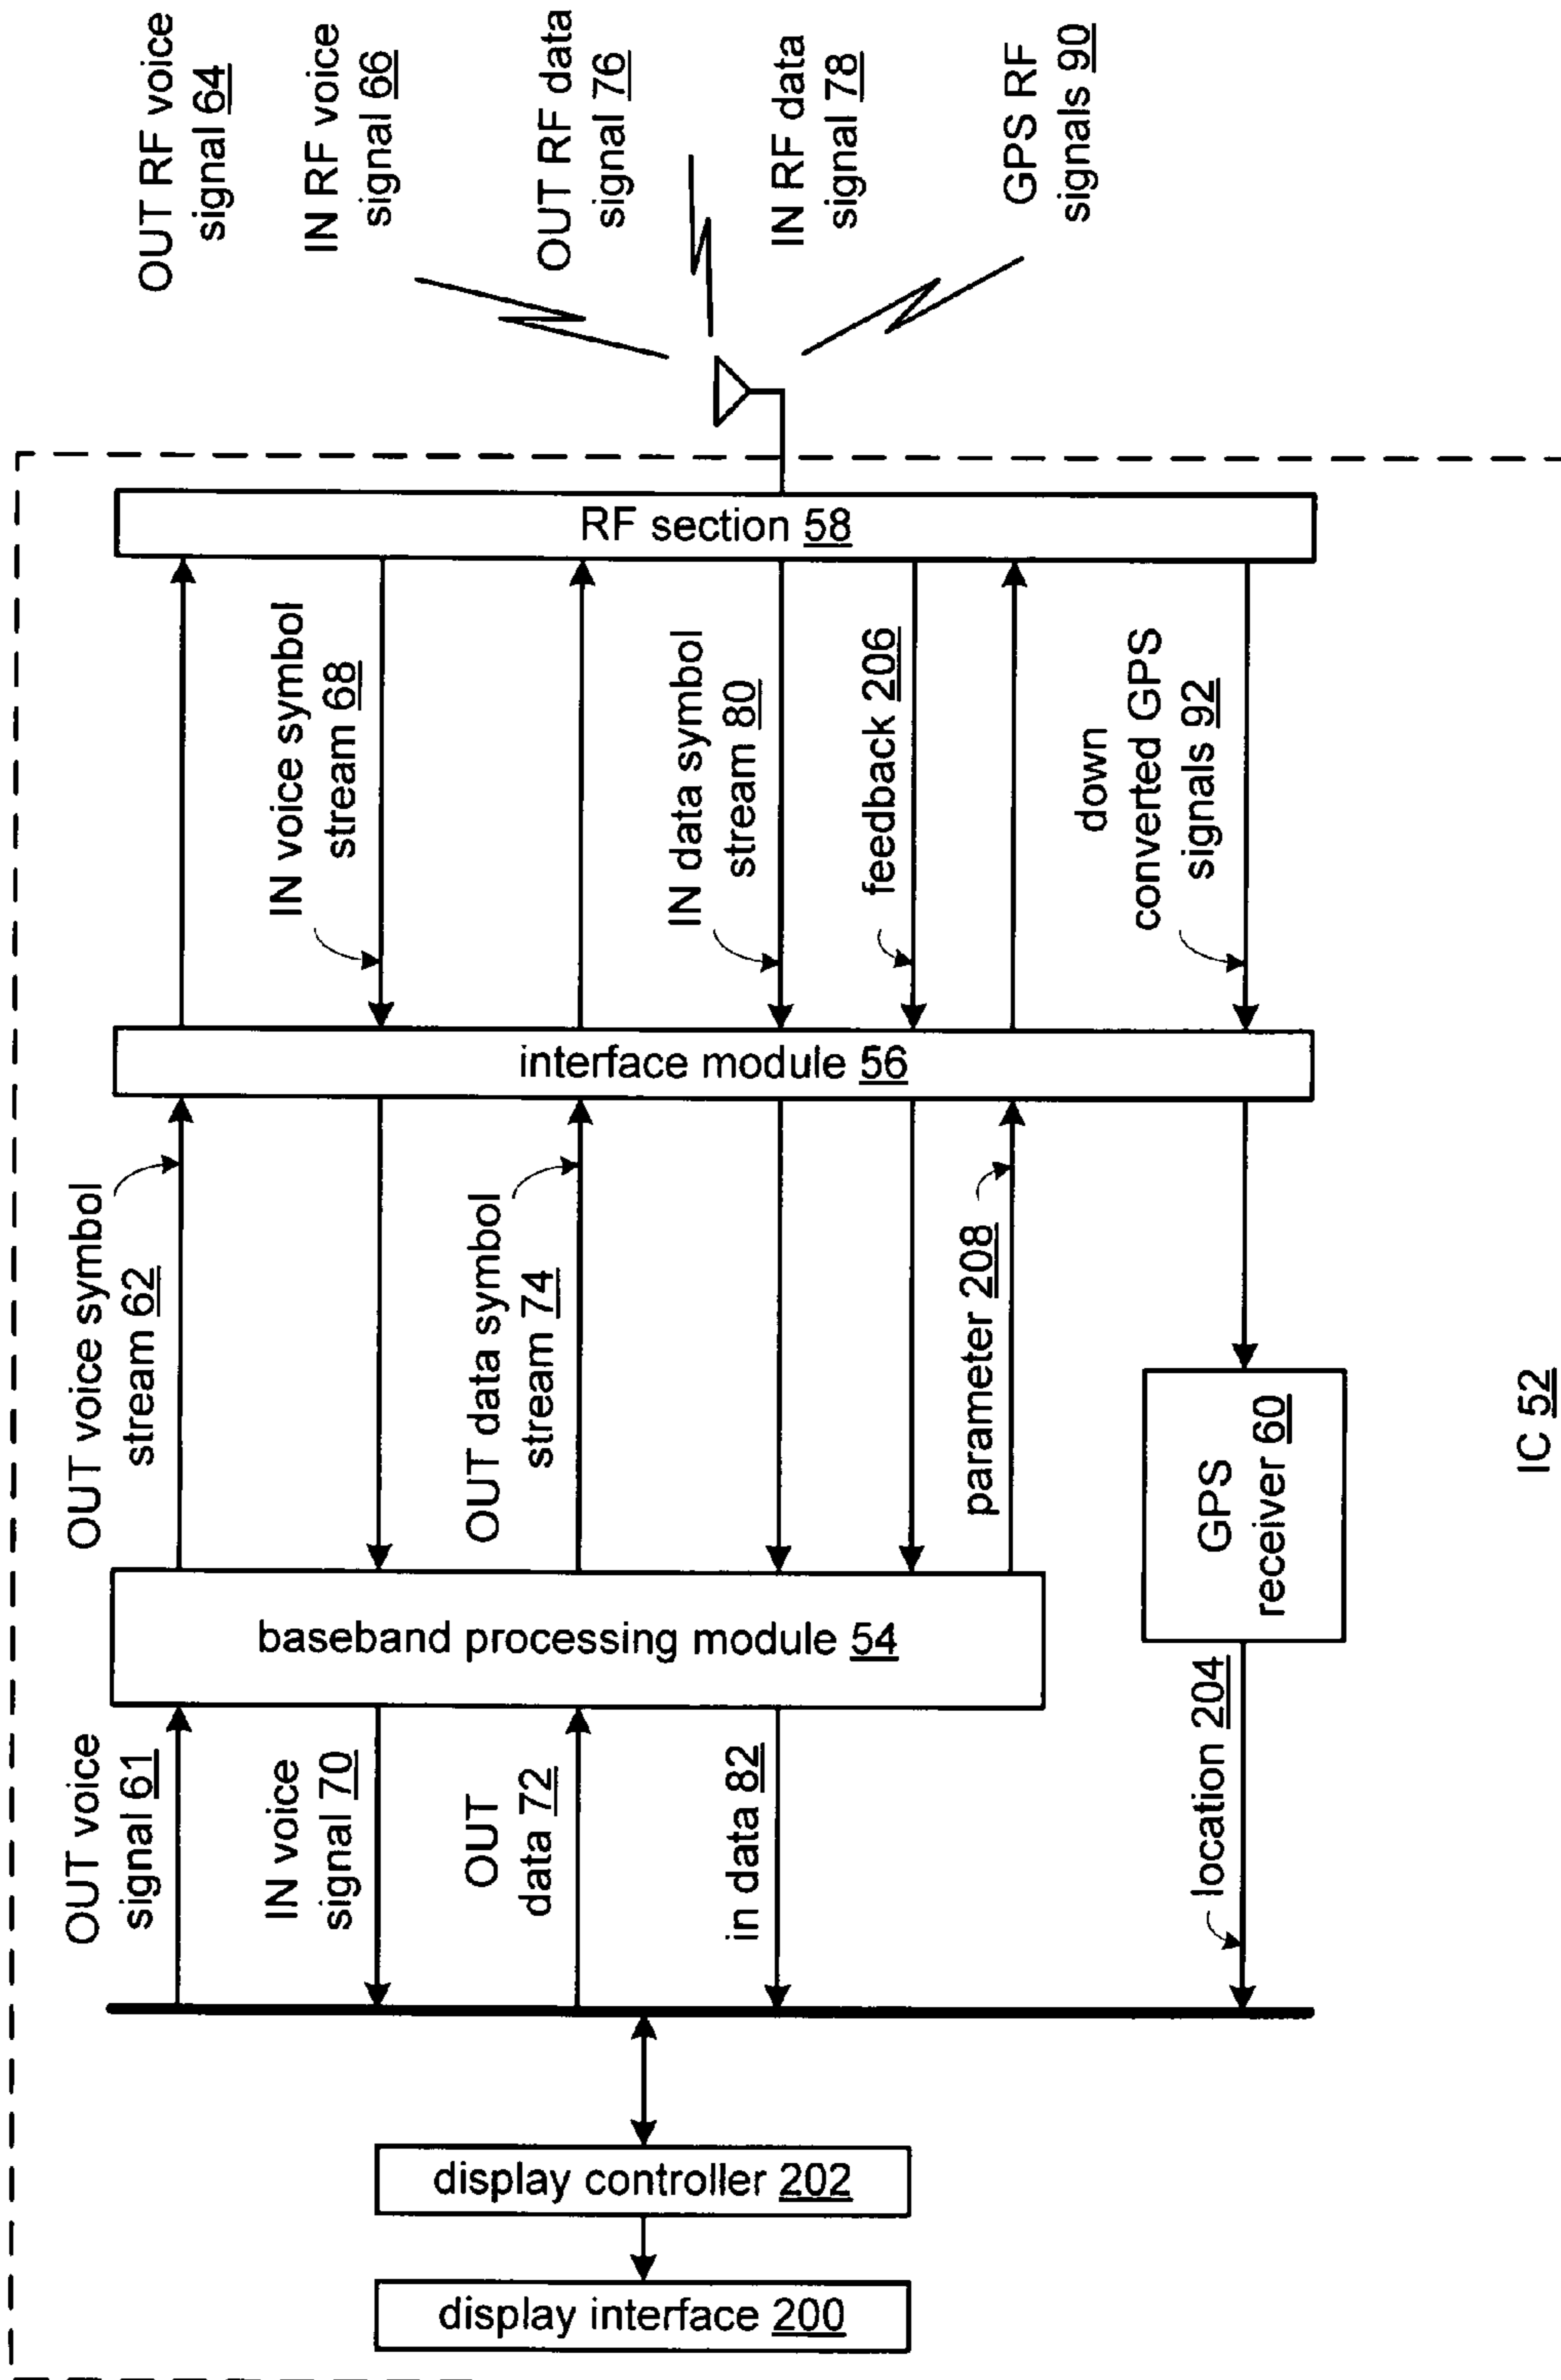 OUT RF voice
signal 64
IN RF voice
signal 66
OUT RF data
signal 76
IN RF data
signal 78
GPS RF
signals 90
RF section 58
IN voice symbol
stream 68
IN data symbol
stream 80
feedback 206
down
converted GPS
signals 92
interface module 56
OUT voice symbol
stream 62
OUT data symbol
stream 74
parameter 208
GPS
receiver 60
baseband processing module 54
OUT voice
signal 61
IN voice
signal 70
OUT
data 72
in data 82
location 204
display controller 202
display interface 200
IC 52